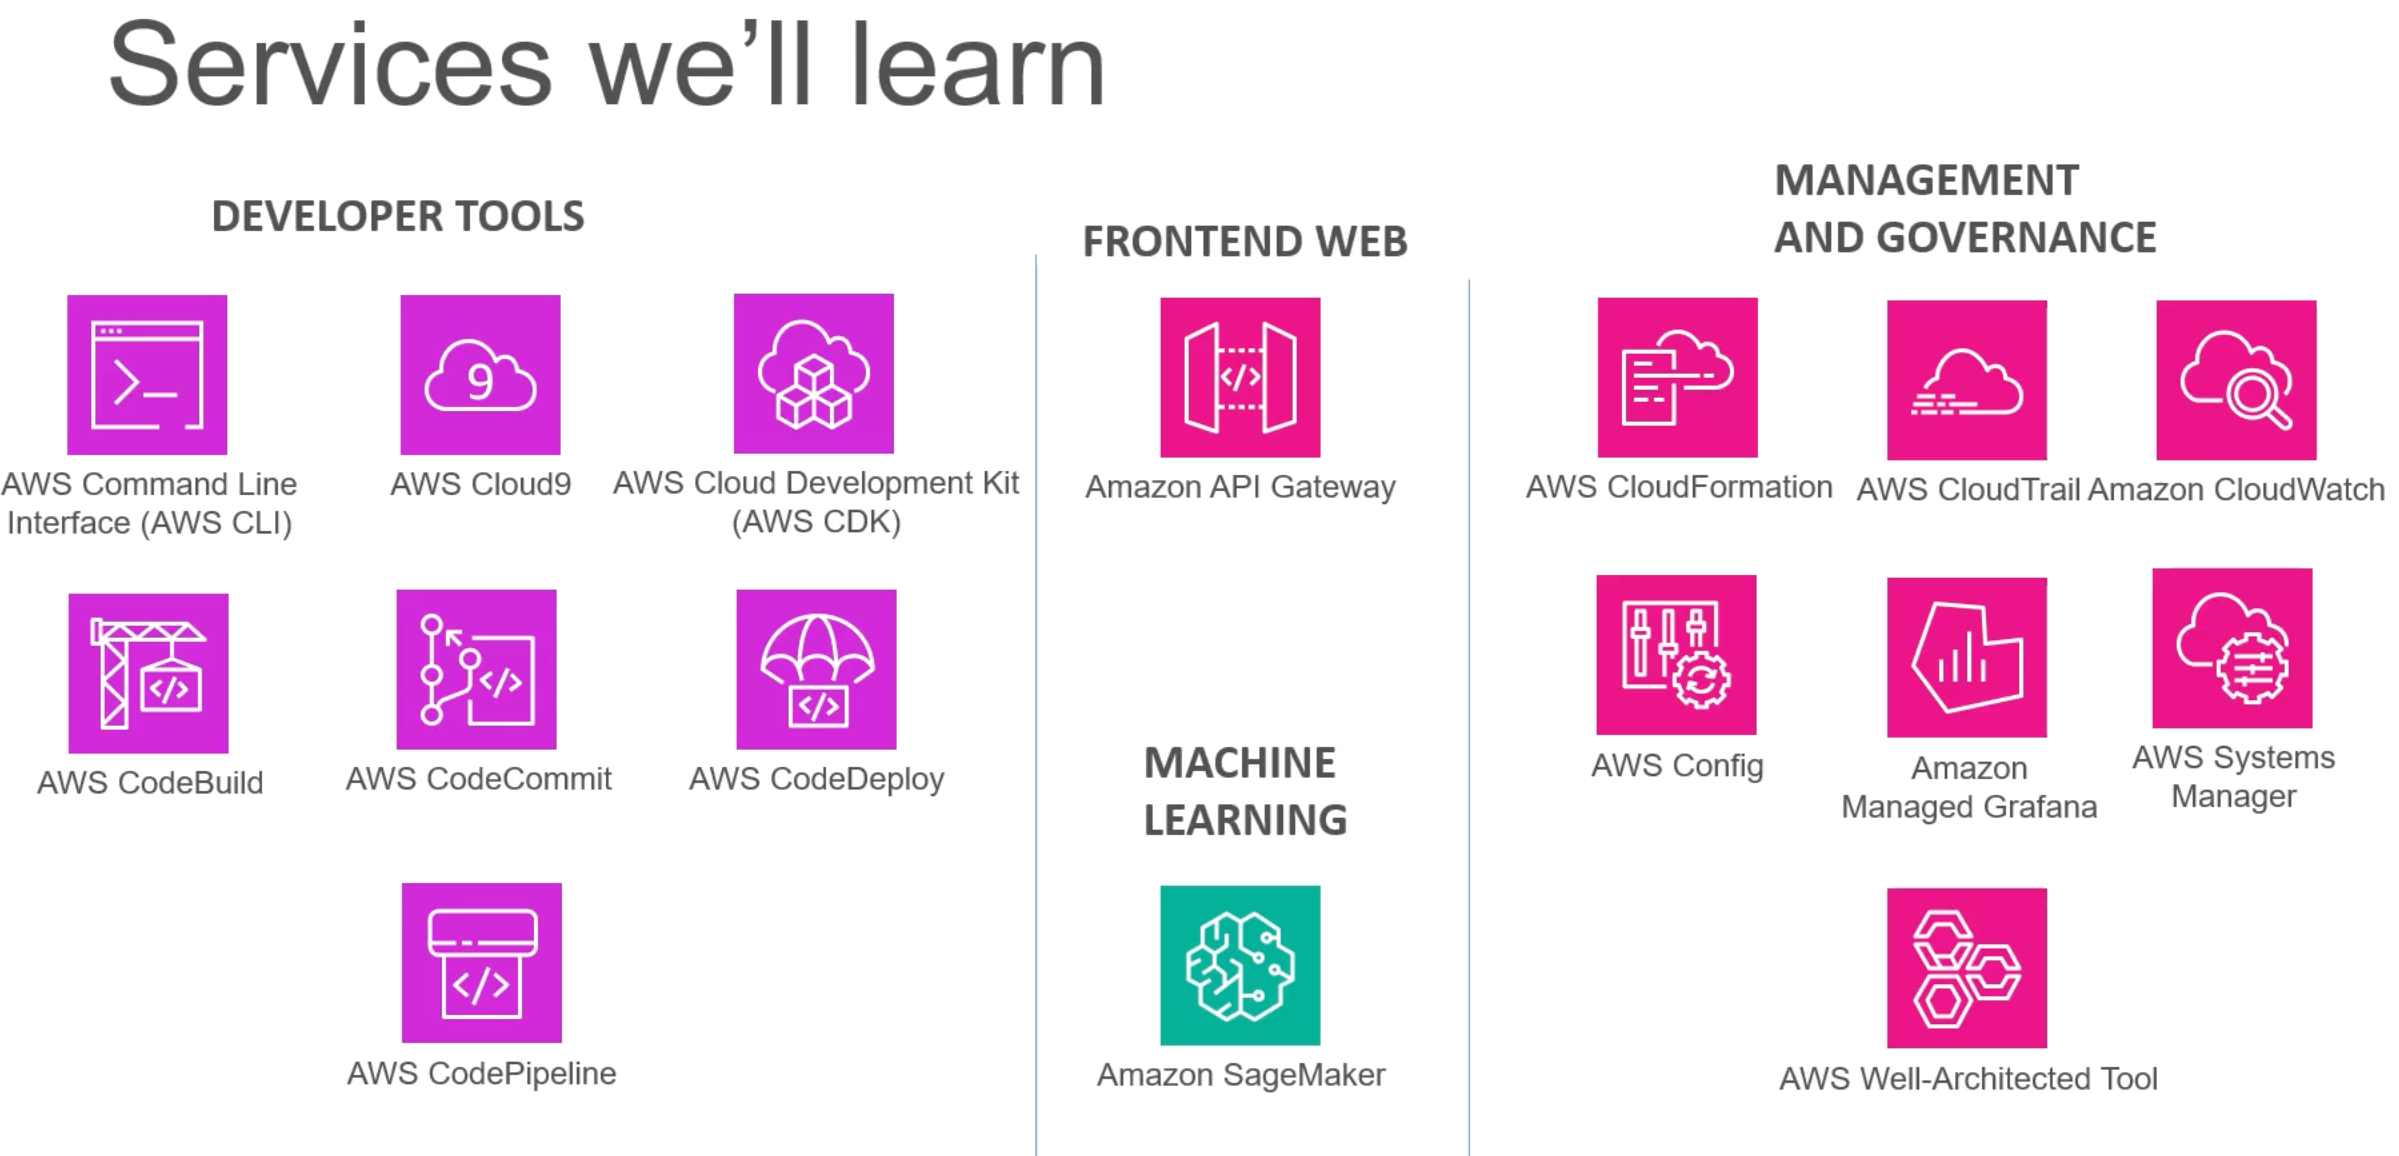 Services we'll learn
DEVELOPER TOOLS
AWS Command Line
Interface (AWS CLI)
AWS Cloud9
9
AWS Cloud Development Kit
(AWS CDK)
</>
AWS CodeBuild
</>
AWS CodeCommit
</>
AWS CodeDeploy
</>
AWS CodePipeline
FRONTEND WEB
</>
Amazon API Gateway
MACHINE
LEARNING
Amazon SageMaker
MANAGEMENT
AND GOVERNANCE
AWS CloudFormation
AWS CloudTrail
Amazon CloudWatch
AWS Config
Amazon
Managed Grafana
AWS Systems
Manager
AWS Well-Architected Tool